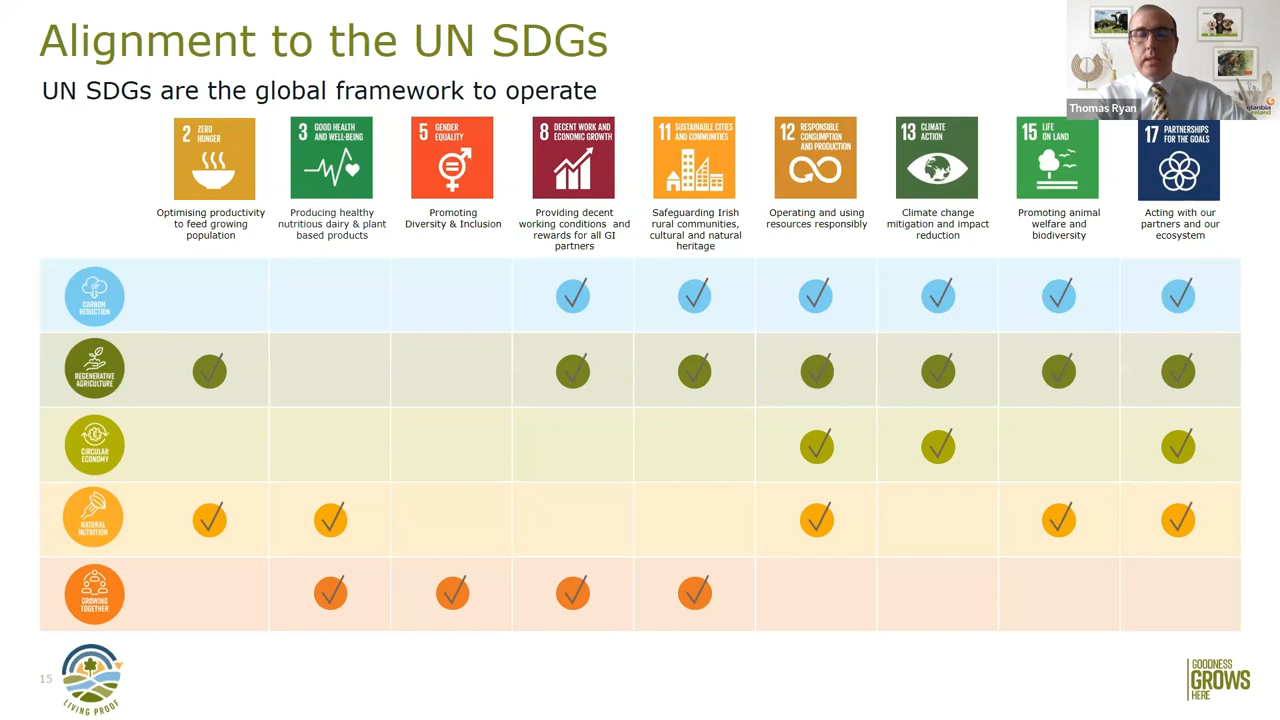 Alignment to the UN SDGs
UN SDGs are the global framework to operate
Thomas Ryan
glanbia
ireland
2 ZERO
HUNGER
3 GOOD HEALTH
AND WELL-BEING
5 GENDER
EQUALITY
8 DECENT WORK AND
ECONOMIC GROWTH
11 SUSTAINABLE CITIES
AND COMMUNITIES
12 RESPONSIBLE
CONSUMPTION
AND PRODUCTION
13 CLIMATE
ACTION
15 LIFE
ON LAND
17 PARTNERSHIPS
FOR THE GOALS
Optimising productivity
to feed growing
population
Producing healthy
nutritious dairy & plant
based products
Promoting
Diversity & Inclusion
Providing decent
working conditions and
rewards for all GI
partners
Safeguarding Irish
rural communities,
cultural and natural
heritage
Operating and using
resources responsibly
Climate change
mitigation and impact
reduction
Promoting animal
welfare and
biodiversity
Acting with our
partners and our
ecosystem
CARBON
REDUCTION
REGENERATIVE
AGRICULTURE
CIRCULAR
ECONOMY
NATURAL
NUTRITION
GROWING
TOGETHER
15
LIVING PROOF
GOODNESS
GROWS
HERE